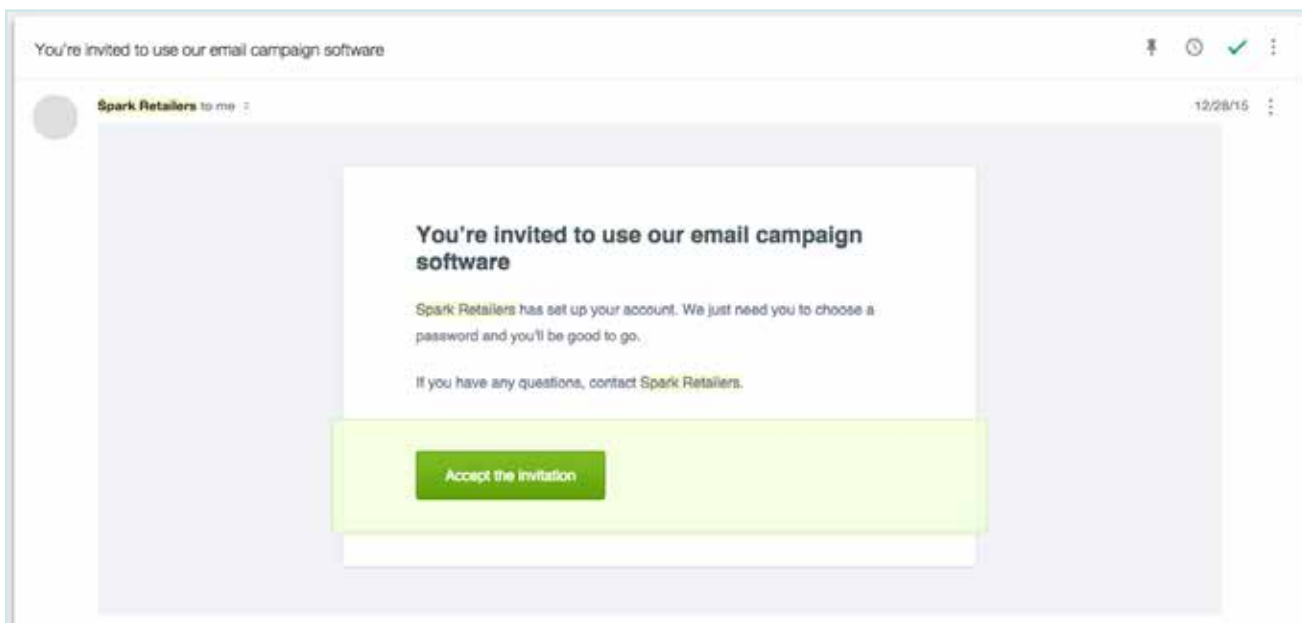 You're invited to use our email campaign software
Spark Retailers to me
12/28/15
You're invited to use our email campaign
software
Spark Retailers has set up your account. We just need you to choose a
password and you'll be good to go.
If you have any questions, contact Spark Retailers.
Accept the invitation